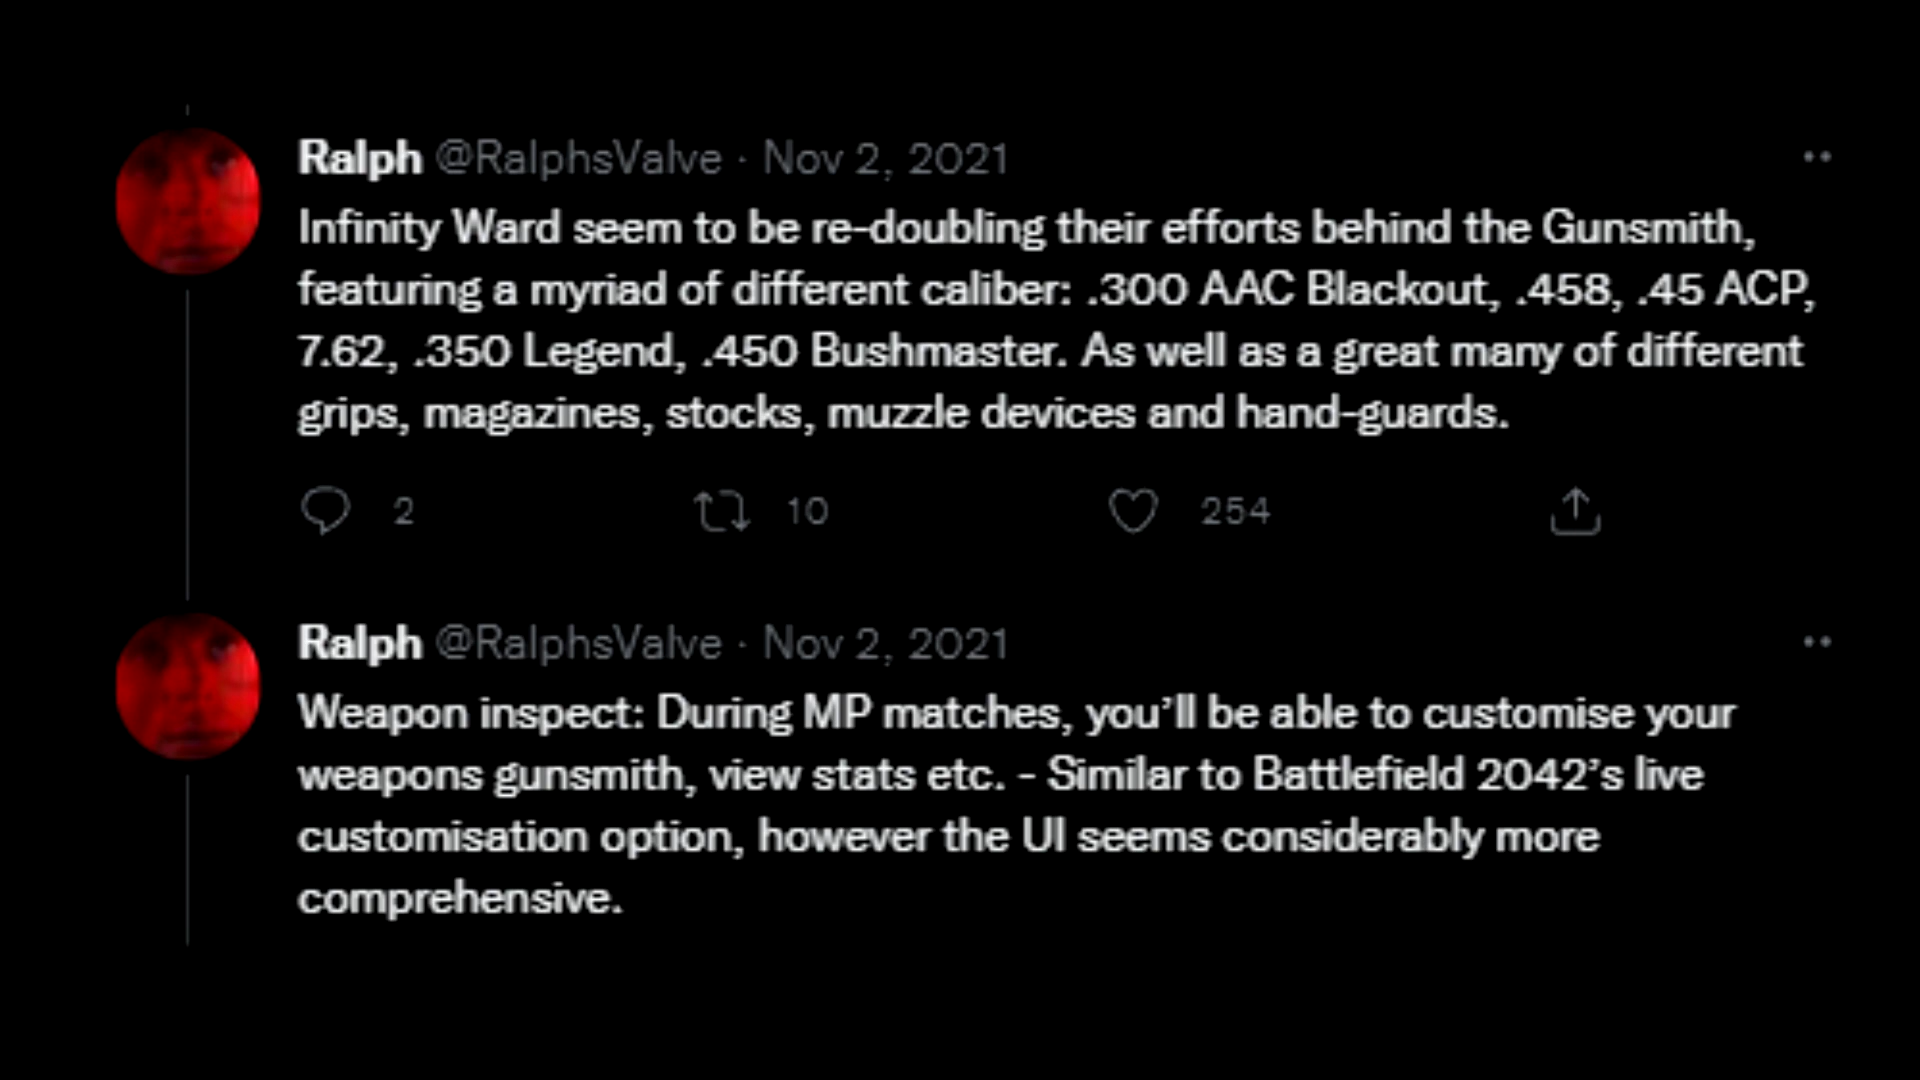 Ralph @RalphsValve · Nov 2, 2021
Infinity Ward seem to be re-doubling their efforts behind the Gunsmith,
featuring a myriad of different caliber: .300 AAC Blackout, .458, .45 ACP,
7.62, .350 Legend, .450 Bushmaster. As well as a great many of different
grips, magazines, stocks, muzzle devices and hand-guards.
2 10 254
Ralph @RalphsValve · Nov 2, 2021
Weapon inspect: During MP matches, you’ll be able to customise your
weapons gunsmith, view stats etc. - Similar to Battlefield 2042’s live
customisation option, however the UI seems considerably more
comprehensive.